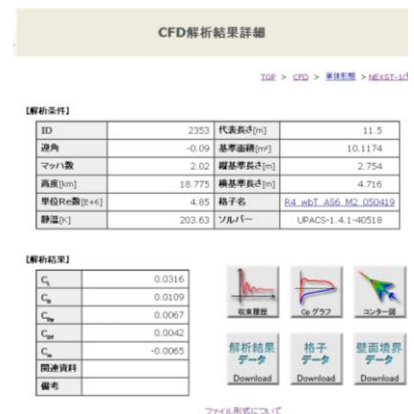 CFD解析結果詳細
TOP > CFD > 単体形態 > NEXST-1(
【解析条件】
ID 2353 代表長さ[m] 11.5
迎角 -0.09 基準面積[m²] 10.1174
マッハ数 2.02 縦基準長さ[m] 2.754
高度[km] 18.775 横基準長さ[m] 4.716
単位Re数[E+6] 4.85 格子名 R4_wbT_AS6_M2_050419
静温[K] 203.63 ソルバー UPACS-1.4.1-40518
【解析結果】
0.0316
0.0109
0.0067
0.0042
-0.0065
関連資料
備考
収束履歴 Cp グラフ コンター図
解析結果 格子 壁面境界
データ データ データ
Download Download Download
ファイル形式について